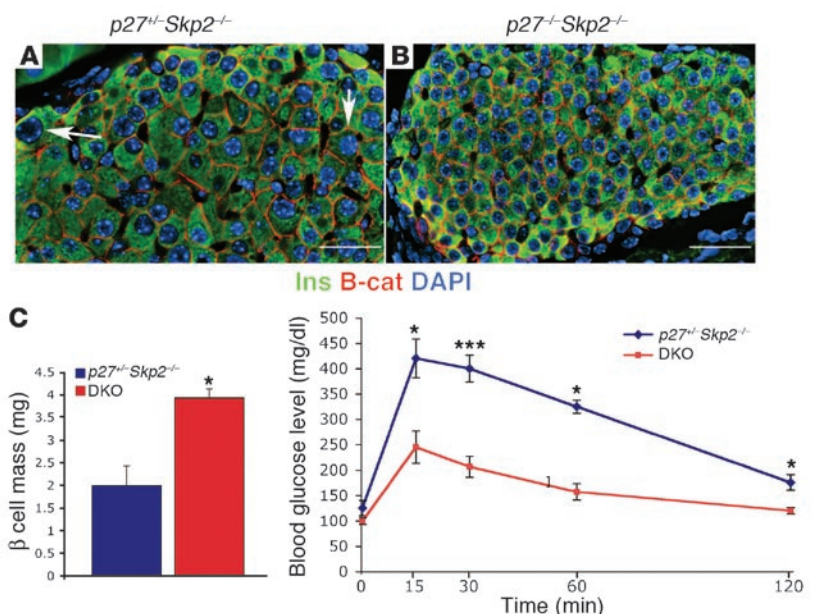 p27+/–Skp2–/–
p27–/–Skp2–/–
A
B
Ins B-cat DAPI
C
β cell mass (mg)
4.5
4
3.5
3
2.5
2
1.5
1
0.5
0
p27+/–Skp2–/–
DKO
*
Blood glucose level (mg/dl)
500
450
400
350
300
250
200
150
100
50
0
* *** * *
p27+/–Skp2–/–
DKO
0 15 30 60 120
Time (min)